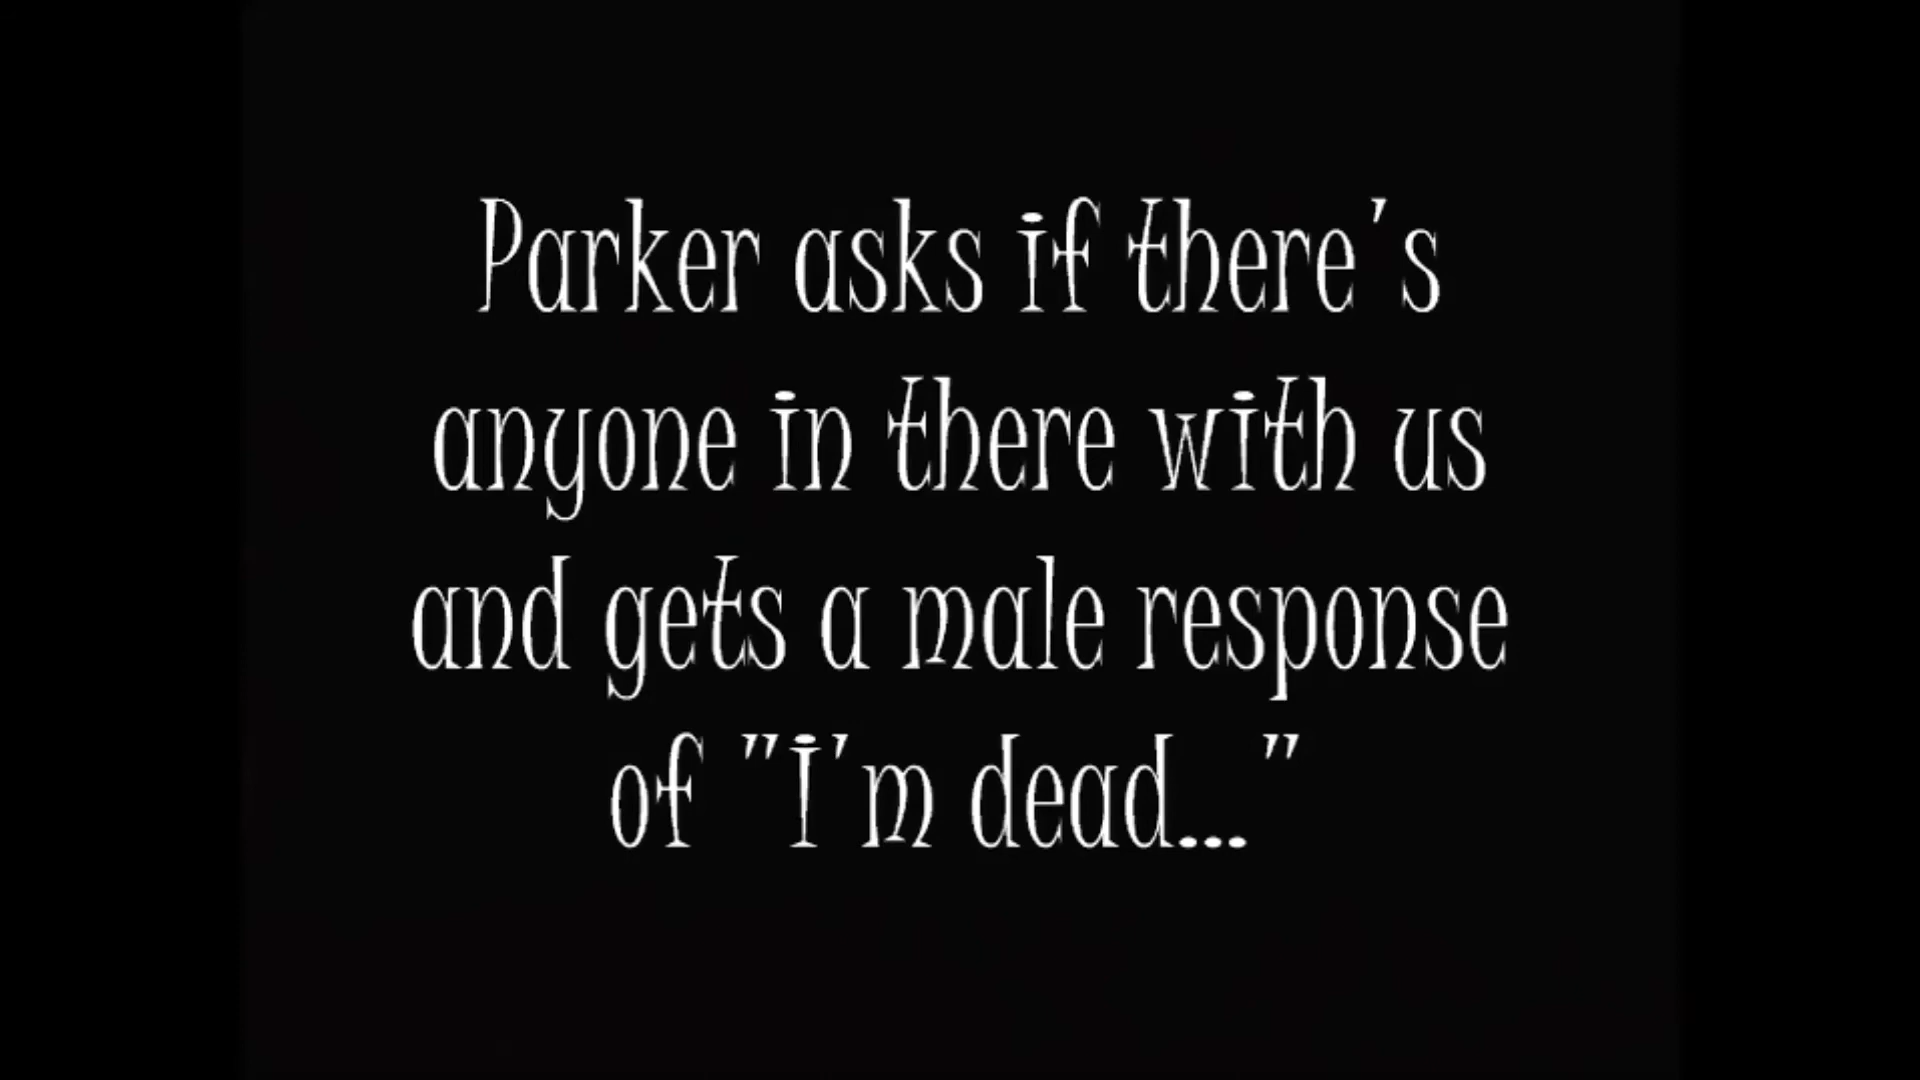 Parker asks if there's
anyone in there with us
and gets a male response
of "I'm dead..."